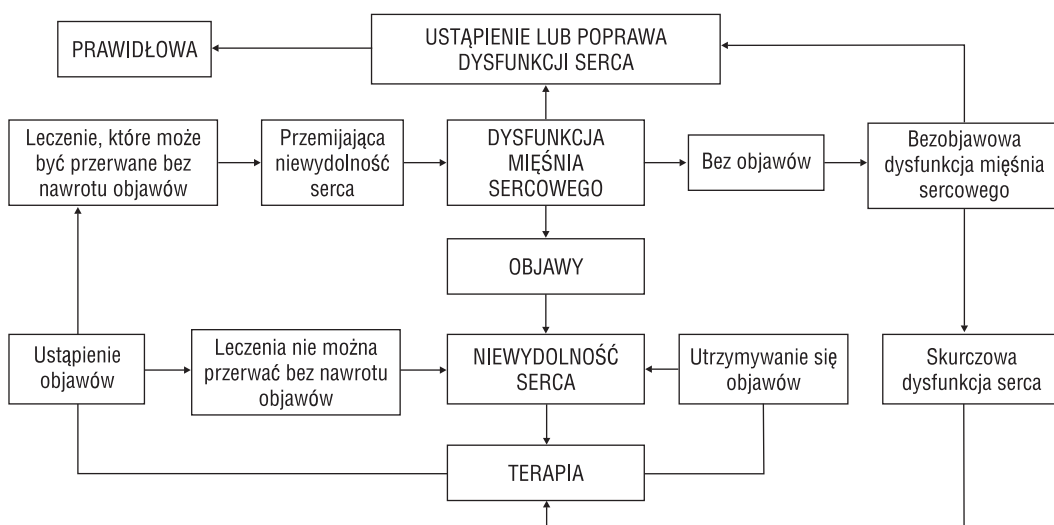 PRAWIDŁOWA
USTĄPIENIE LUB POPRAWA
DYSFUNKCJI SERCA
Leczenie, które może
być przerwane bez
nawrotu objawów
Przemijająca
niewydolność
serca
DYSFUNKCJA
MIĘŚNIA
SERCOWEGO
Bez objawów
Bezobjawowa
dysfunkcja mięśnia
sercowego
OBJAWY
Ustąpienie
objawów
Leczenia nie można
przerwać bez nawrotu
objawów
NIEWYDOLNOŚĆ
SERCA
Utrzymywanie się
objawów
Skurczowa
dysfunkcja serca
TERAPIA